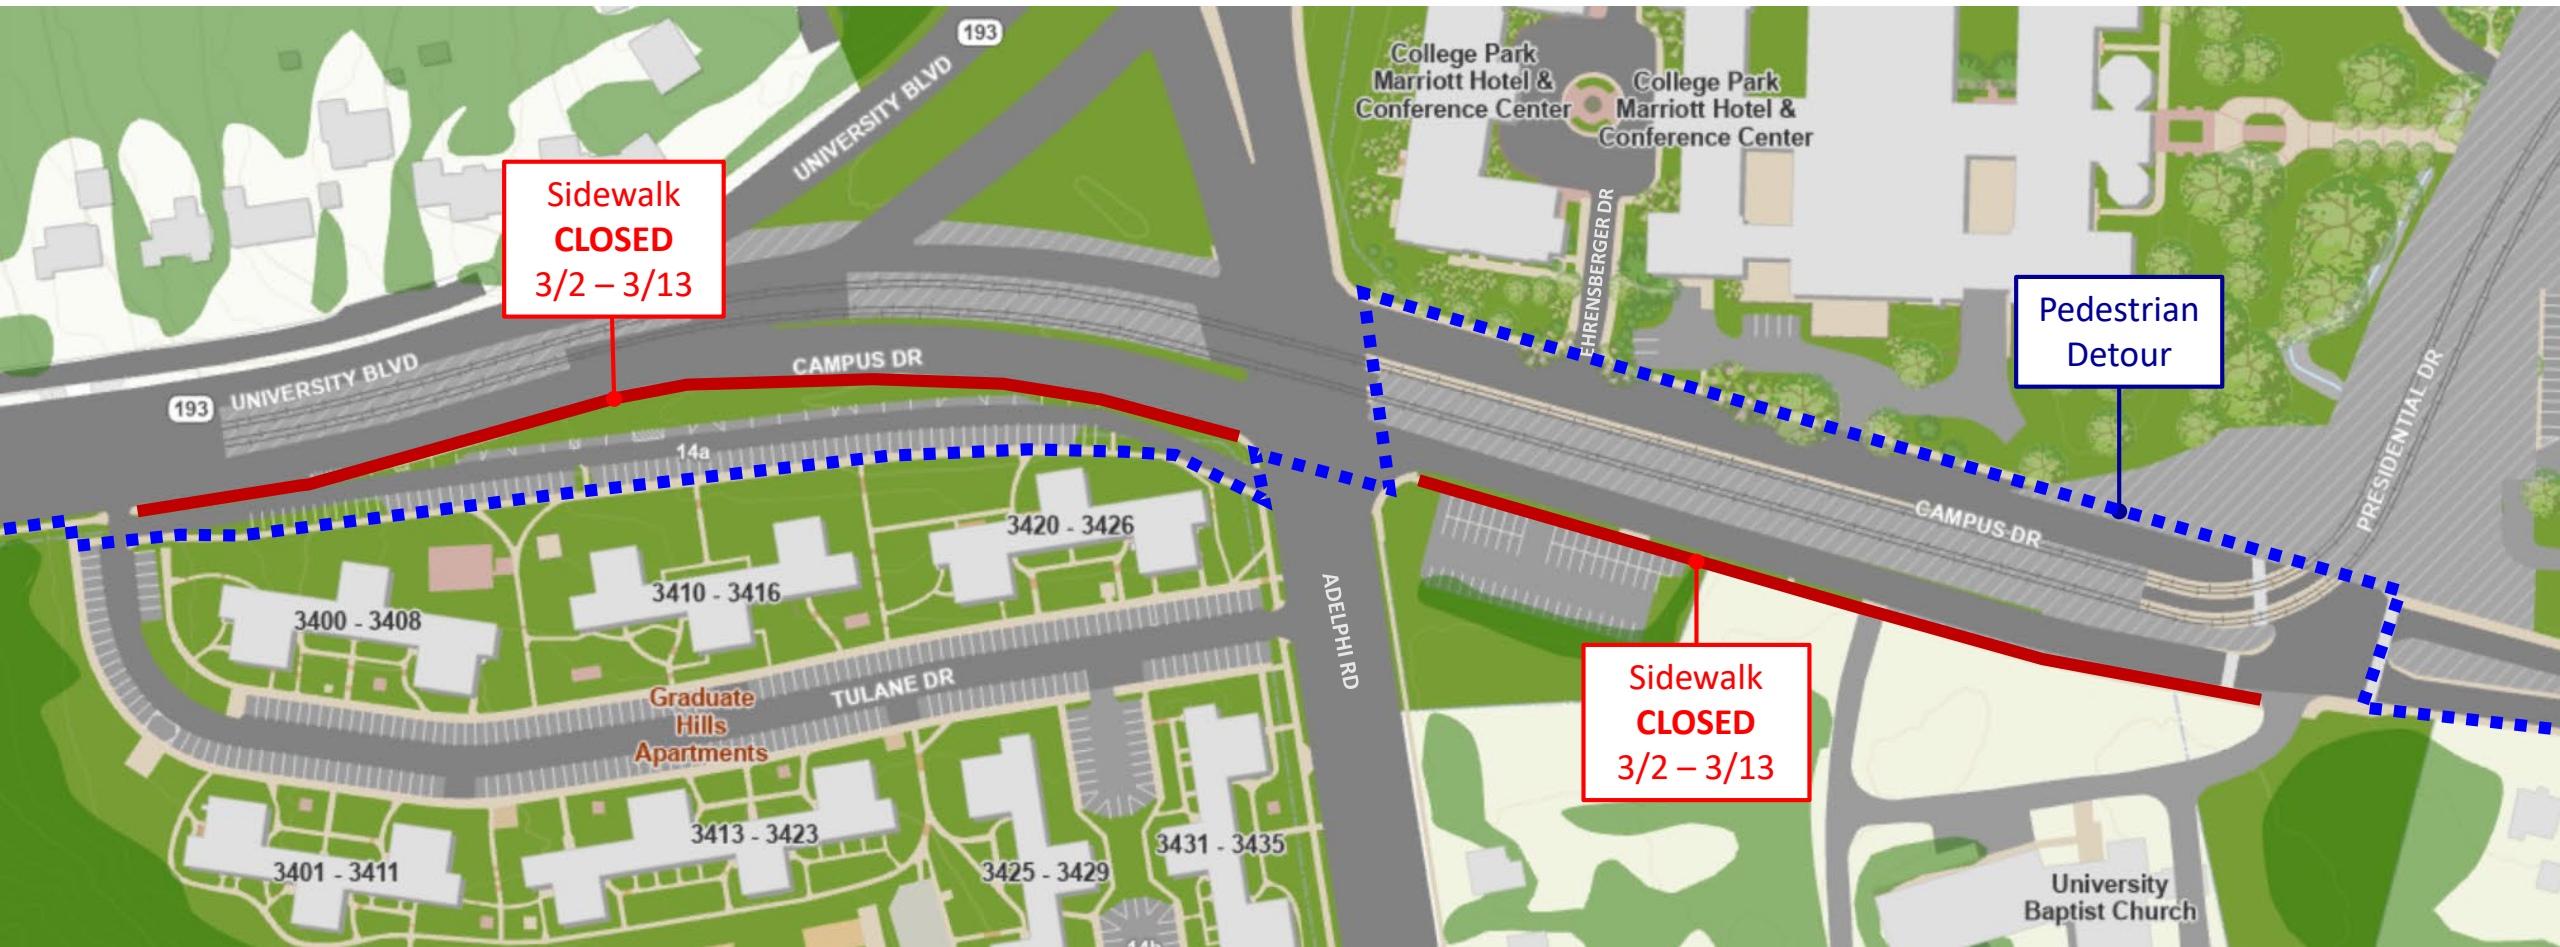 193
UNIVERSITY BLVD
College Park
Marriott Hotel &
Conference Center
College Park
Marriott Hotel &
Conference Center
EHRENSBERGER DR
Sidewalk
CLOSED
3/2 – 3/13
Pedestrian
Detour
193
UNIVERSITY BLVD
CAMPUS DR
14a
PRESIDENTIAL DR
CAMPUS DR
3420 - 3426
3410 - 3416
3400 - 3408
ADELPHI RD
TULANE DR
Graduate
Hills
Apartments
Sidewalk
CLOSED
3/2 – 3/13
3413 - 3423
3401 - 3411
3425 - 3429
3431 - 3435
University
Baptist Church